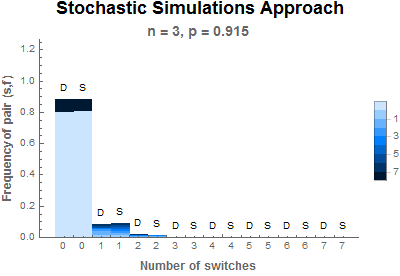 Stochastic Simulations Approach
n = 3, p = 0.915
Frequency of pair (s,f)
1.2
1.0
0.8
0.6
0.4
0.2
0.0
D S D S D S D S D S D S D S D S
0 0 1 1 2 2 3 3 4 4 5 5 6 6 7 7
Number of switches
1
3
5
7